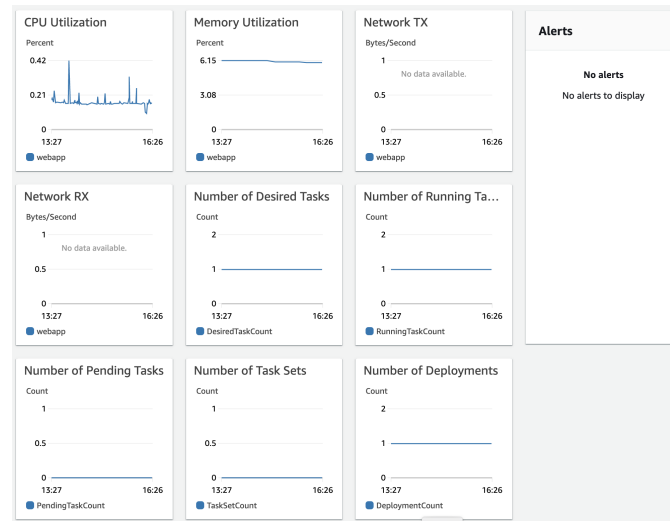 CPU Utilization
Percent
0.42
0.21
0
13:27 16:26
webapp
Memory Utilization
Percent
6.15
3.08
0
13:27 16:26
webapp
Network TX
Bytes/Second
1
No data available.
0.5
0
13:27 16:26
webapp
Alerts
No alerts
No alerts to display
Network RX
Bytes/Second
1
No data available.
0.5
0
13:27 16:26
webapp
Number of Desired Tasks
Count
2
1
0
13:27 16:26
DesiredTaskCount
Number of Running Ta...
Count
2
1
0
13:27 16:26
RunningTaskCount
Number of Pending Tasks
Count
1
0.5
0
13:27 16:26
PendingTaskCount
Number of Task Sets
Count
1
0.5
0
13:27 16:26
TaskSetCount
Number of Deployments
Count
2
1
0
13:27 16:26
DeploymentCount